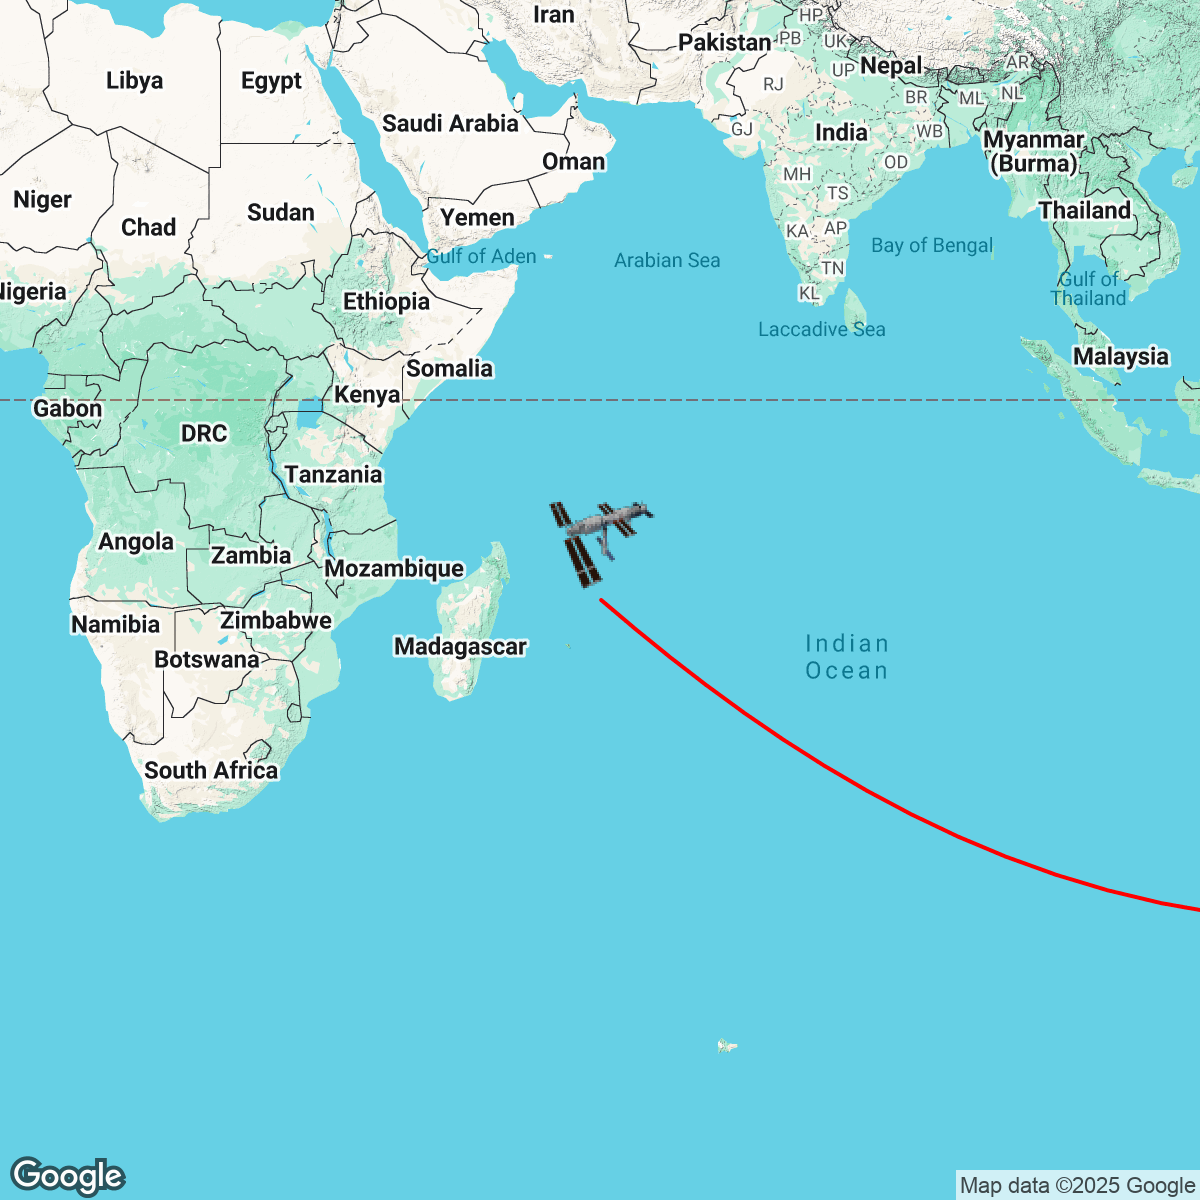 Iran
HP
Pakistan
PB
UK
Nepal
AR
Libya
Egypt
RJ
UP
BR
ML
NL
Saudi Arabia
GJ
India
WB
Myanmar
(Burma)
Oman
OD
MH
TS
Niger
Chad
Sudan
Yemen
Thailand
KA
AP
Gulf of Aden
Arabian Sea
Bay of Bengal
TN
Gulf of
Thailand
Nigeria
Ethiopia
KL
Laccadive Sea
Malaysia
Somalia
Kenya
Gabon
DRC
Tanzania
Angola
Zambia
Mozambique
Namibia
Zimbabwe
Botswana
Madagascar
Indian
Ocean
South Africa
Google
Map data ©2025 Google